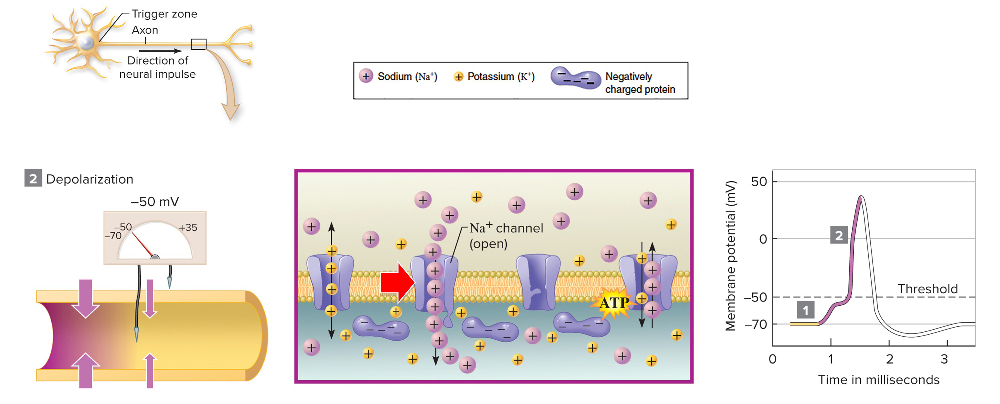 Trigger zone
Axon
Direction of
neural impulse
+ Sodium (Na⁺) + Potassium (K⁺) Negatively
charged protein
2 Depolarization
–50 mV
–50 +35
–70
Na⁺ channel
(open)
ATP
Membrane potential (mV)
50
2
0
Threshold
–50
1
–70
0 1 2 3
Time in milliseconds